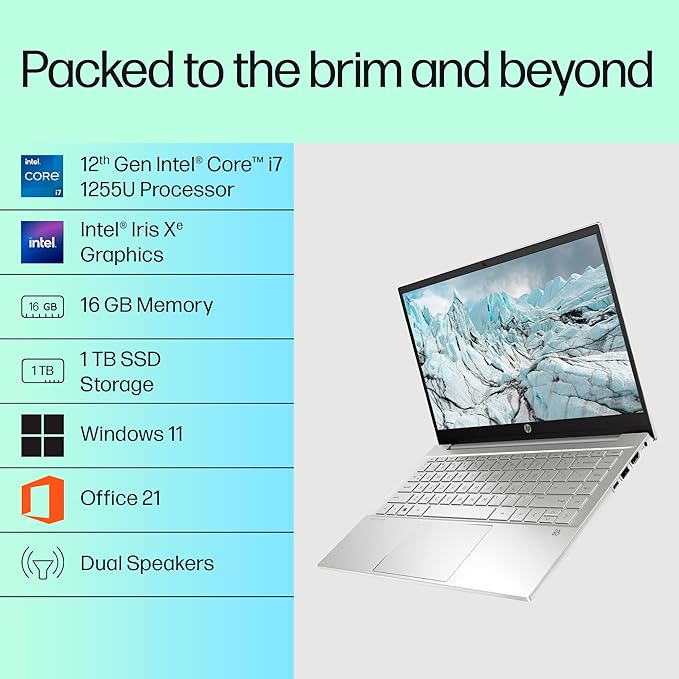 Packed to the brim and beyond
intel
CORE
i7
12th Gen Intel® Core™ i7
1255U Processor
intel
Intel® Iris Xe
Graphics
16 GB
16 GB Memory
1 TB
1 TB SSD
Storage
Windows 11
Office 21
Dual Speakers
hp